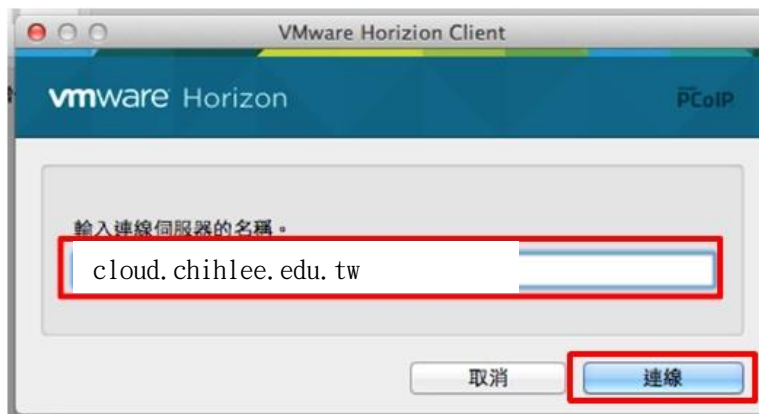 VMware Horizion Client
vmware Horizon
PCoIP
輸入連線伺服器的名稱。
cloud.chihlee.edu.tw
取消
連線